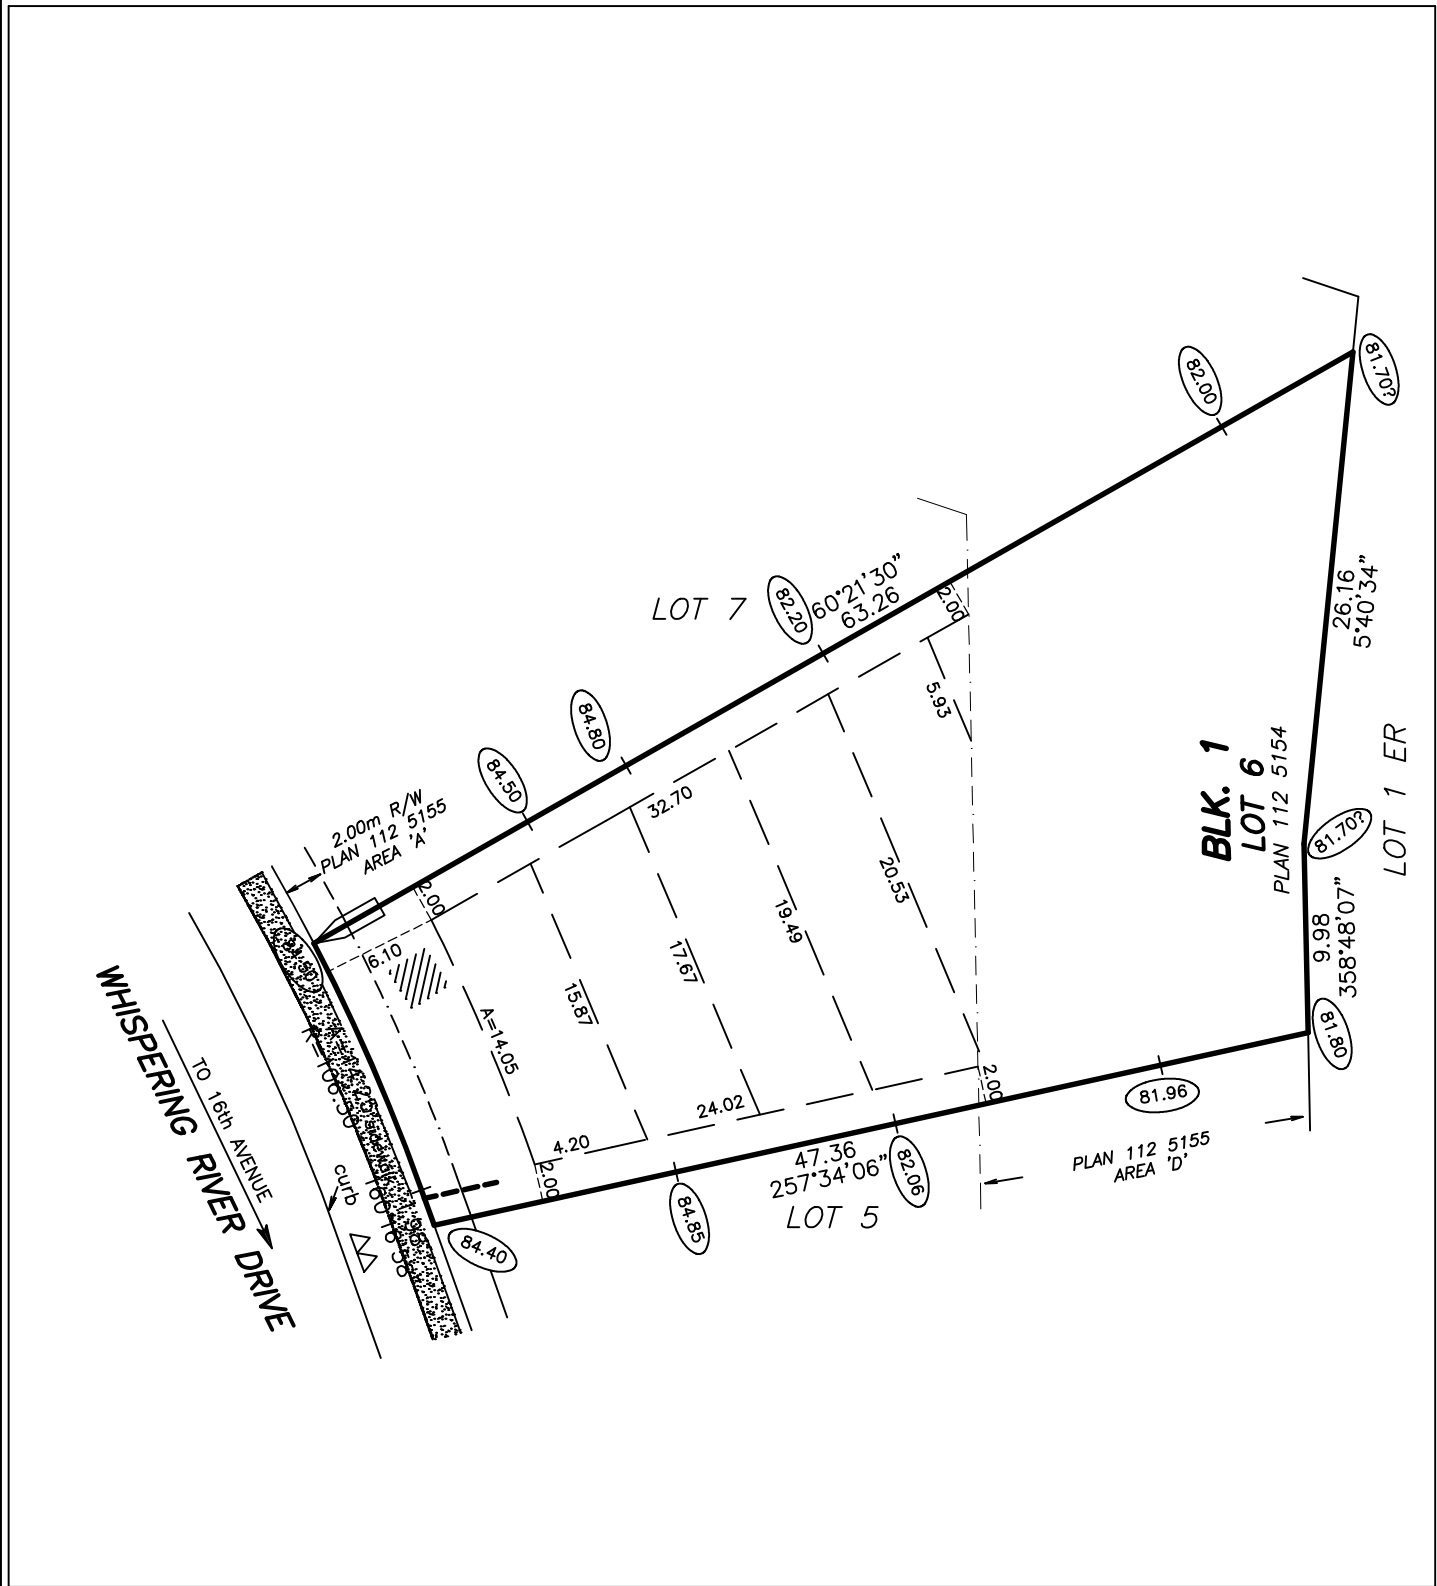 81.70?
82.00
LOT 7
82.20
60°21'30"
63.26
2.00
26.16
5°40'34"
5.93
84.80
84.50
32.70
2.00m R/W
PLAN 112 5155
AREA 'A'
BLK. 1
LOT 6
PLAN 112 5154
LOT 1 ER
81.70?
2.00
6.10
20.53
19.49
17.67
15.87
A=14.05
9.98
358°48'07"
81.80
WHISPERING RIVER DRIVE
TO 16th AVENUE
curb
R=106.50
2.00
81.96
24.02
4.20
2.00
47.36
257°34'06"
82.06
LOT 5
84.85
84.40
PLAN 112 5155
AREA 'D'